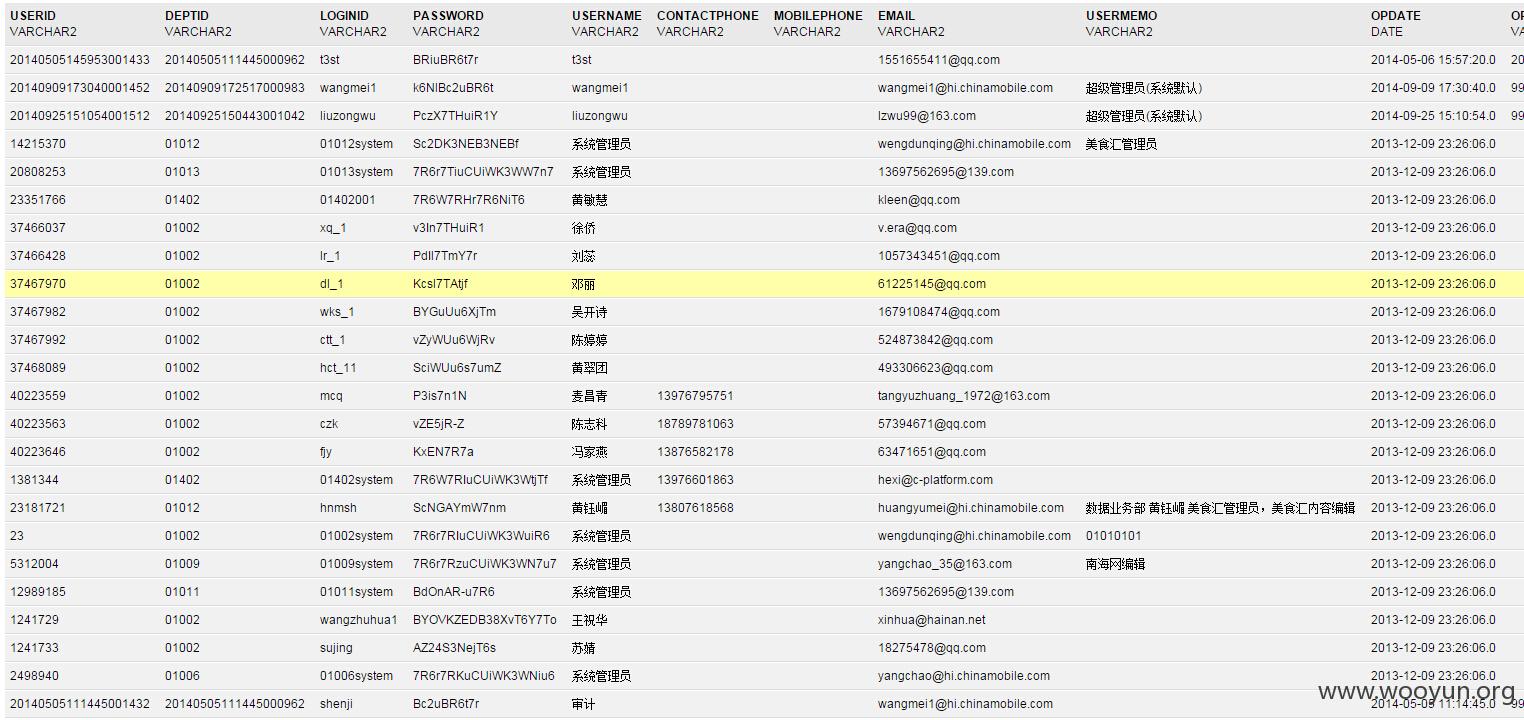 USERID DEPTID LOGINID PASSWORD USERNAME CONTACTPHONE MOBILEPHONE EMAIL USERMEMO OPDATE
VARCHAR2 VARCHAR2 VARCHAR2 VARCHAR2 VARCHAR2 VARCHAR2 VARCHAR2 VARCHAR2 VARCHAR2 DATE
20140505145953001433 20140505111445000962 t3st BRiuBR6t7r t3st 1551655411@qq.com 2014-05-06 15:57:20.0 20
20140909173040001452 20140909172517000983 wangmei1 k6NIBc2uBR6t wangmei1 wangmei1@hi.chinamobile.com 超级管理员(系统默认) 2014-09-09 17:30:40.0 99
20140925151054001512 20140925150443001042 liuzongwu PczX7THuiR1Y liuzongwu lzwu99@163.com 超级管理员(系统默认) 2014-09-25 15:10:54.0 99
14215370 01012 01012system Sc2DK3NEB3NEBf 系统管理员 wengdunqing@hi.chinamobile.com 美食汇管理员 2013-12-09 23:26:06.0
20808253 01013 01013system 7R6r7TiuCUiWK3WW7n7 系统管理员 13697562695@139.com 2013-12-09 23:26:06.0
23351766 01402 01402001 7R6W7RHr7R6NiT6 黄敏慧 kleen@qq.com 2013-12-09 23:26:06.0
37466037 01002 xq_1 v3In7THuiR1 徐侨 v.era@qq.com 2013-12-09 23:26:06.0
37466428 01002 lr_1 PdII7TmY7r 刘蕊 1057343451@qq.com 2013-12-09 23:26:06.0
37467970 01002 dl_1 KcsI7TAtjf 邓丽 61225145@qq.com 2013-12-09 23:26:06.0
37467982 01002 wks_1 BYGuUu6XjTm 吴开诗 1679108474@qq.com 2013-12-09 23:26:06.0
37467992 01002 ctt_1 vZyWUu6WjRv 陈婷婷 524873842@qq.com 2013-12-09 23:26:06.0
37468089 01002 hct_11 SciWUu6s7umZ 黄翠团 493306623@qq.com 2013-12-09 23:26:06.0
40223559 01002 mcq P3is7n1N 麦昌青 13976795751 tangyuzhuang_1972@163.com 2013-12-09 23:26:06.0
40223563 01002 czk vZE5jR-Z 陈志科 18789781063 57394671@qq.com 2013-12-09 23:26:06.0
40223646 01002 fjy KxEN7R7a 冯家燕 13876582178 63471651@qq.com 2013-12-09 23:26:06.0
1381344 01402 01402system 7R6W7RIuCUiWK3WtjTf 系统管理员 13976601863 hexi@c-platform.com 2013-12-09 23:26:06.0
23181721 01012 hnmsh ScNGAYmW7nm 黄钰嵋 13807618568 huangyumei@hi.chinamobile.com 数据业务部 黄钰嵋 美食汇管理员，美食汇内容编辑 2013-12-09 23:26:06.0
23 01002 01002system 7R6r7RIuCUiWK3WuiR6 系统管理员 wengdunqing@hi.chinamobile.com 01010101 2013-12-09 23:26:06.0
5312004 01009 01009system 7R6r7RzuCUiWK3WN7u7 系统管理员 yangchao_35@163.com 南海网编辑 2013-12-09 23:26:06.0
12989185 01011 01011system BdOnAR-u7R6 系统管理员 13697562695@139.com 2013-12-09 23:26:06.0
1241729 01002 wangzhuhua1 BYOVKZEDB38XvT6Y7To 王祝华 xinhua@hainan.net 2013-12-09 23:26:06.0
1241733 01002 sujing AZ24S3NejT6s 苏婧 18275478@qq.com 2013-12-09 23:26:06.0
2498940 01006 01006system 7R6r7RKuCUiWK3WNiu6 系统管理员 yangchao@hi.chinamobile.com 2013-12-09 23:26:06.0
20140505111445001432 20140505111445000962 shenji Bc2uBR6t7r 审计 wangmei1@hi.chinamobile.com 2014-05-05 11:14:45.0 99
www.wooyun.org